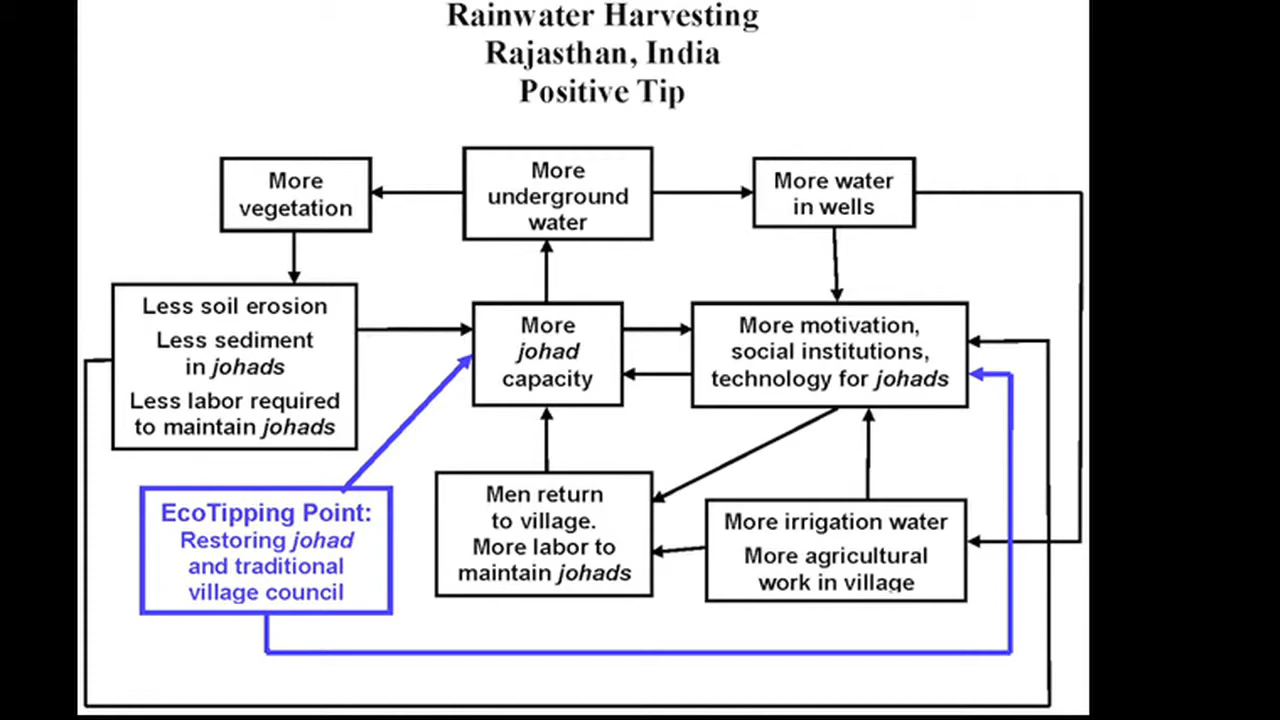 Rainwater Harvesting
Rajasthan, India
Positive Tip
More
vegetation
More
underground
water
More water
in wells
Less soil erosion
Less sediment
in johads
Less labor required
to maintain johads
More
johad
capacity
More motivation,
social institutions,
technology for johads
EcoTipping Point:
Restoring johad
and traditional
village council
Men return
to village.
More labor to
maintain johads
More irrigation water
More agricultural
work in village